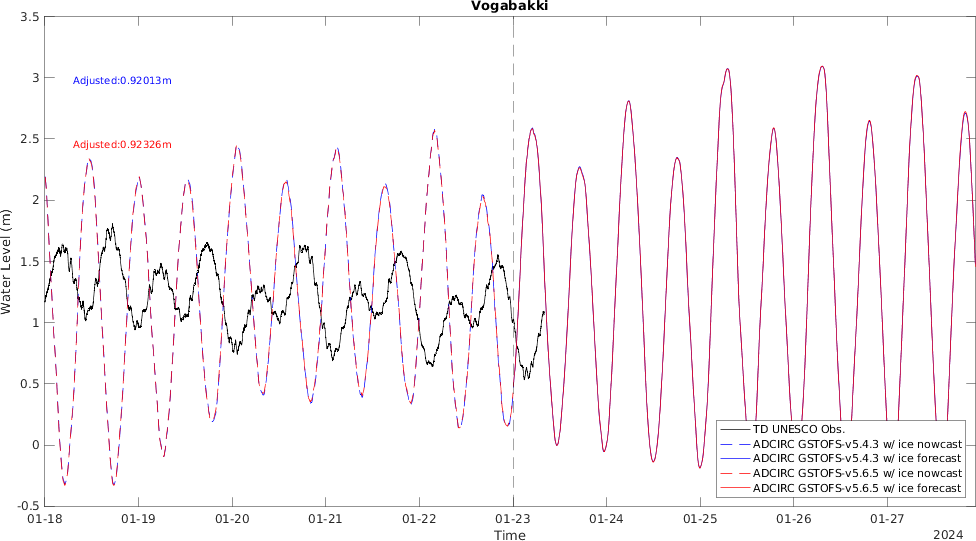 Vogabakki
3.5
3
2.5
2
1.5
1
0.5
0
-0.5
Water Level (m)
Adjusted:0.92013m
Adjusted:0.92326m
TD UNESCO Obs.
ADCIRC GSTOFS-v5.4.3 w/ ice nowcast
ADCIRC GSTOFS-v5.4.3 w/ ice forecast
ADCIRC GSTOFS-v5.6.5 w/ ice nowcast
ADCIRC GSTOFS-v5.6.5 w/ ice forecast
01-18 01-19 01-20 01-21 01-22 01-23 01-24 01-25 01-26 01-27
Time
2024